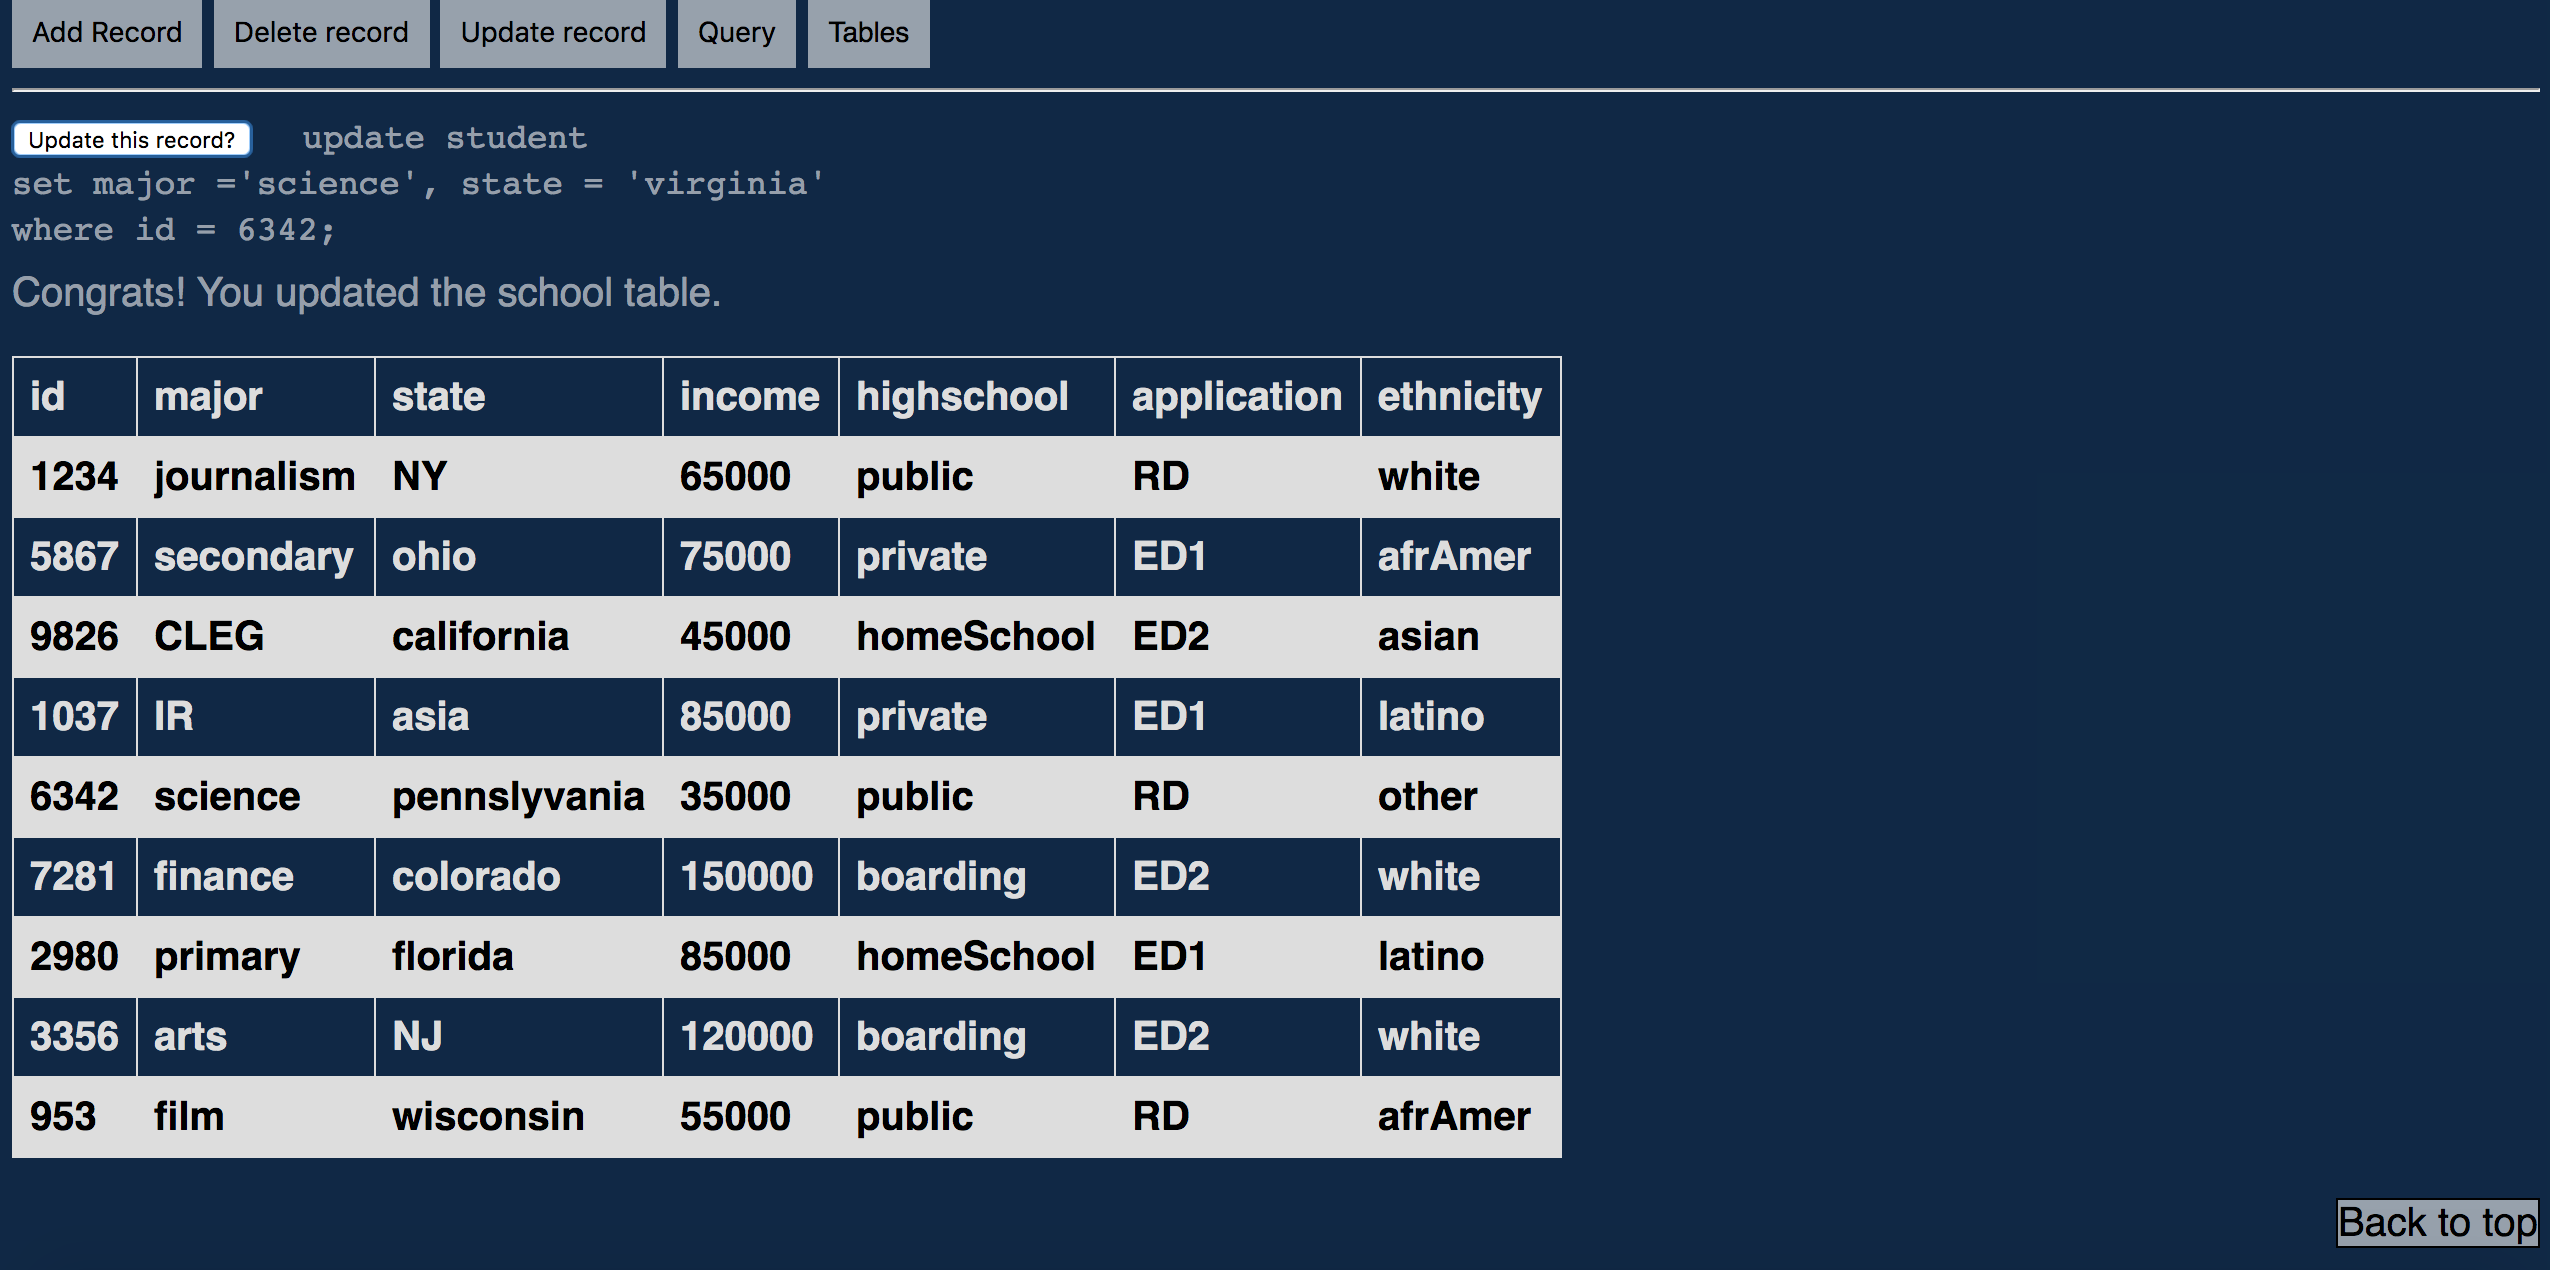 Add Record Delete record Update record Query Tables
Update this record? update student
set major ='science', state = 'virginia'
where id = 6342;
Congrats! You updated the school table.
id major state income highschool application ethnicity
1234 journalism NY 65000 public RD white
5867 secondary ohio 75000 private ED1 afrAmer
9826 CLEG california 45000 homeSchool ED2 asian
1037 IR asia 85000 private ED1 latino
6342 science pennslyvania 35000 public RD other
7281 finance colorado 150000 boarding ED2 white
2980 primary florida 85000 homeSchool ED1 latino
3356 arts NJ 120000 boarding ED2 white
953 film wisconsin 55000 public RD afrAmer
Back to top